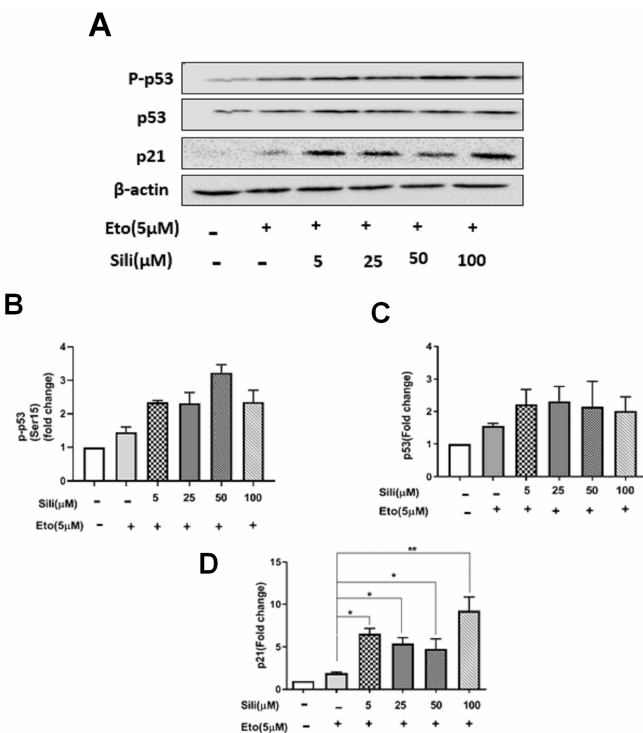 A
P-p53
p53
p21
β-actin
Eto(5μM) - + + + + +
Sili(μM) - - 5 25 50 100
B
p-p53
(Ser15)
(fold change)
4
3
2
1
0
Sili(μM) - - 5 25 50 100
Eto(5μM) - + + + + +
C
p53(Fold change)
4
3
2
1
0
Sili(μM) - - 5 25 50 100
Eto(5μM) - + + + + +
D
p21(Fold change)
15
10
5
0
**
*
*
*
Sili(μM) - - 5 25 50 100
Eto(5μM) - + + + + +